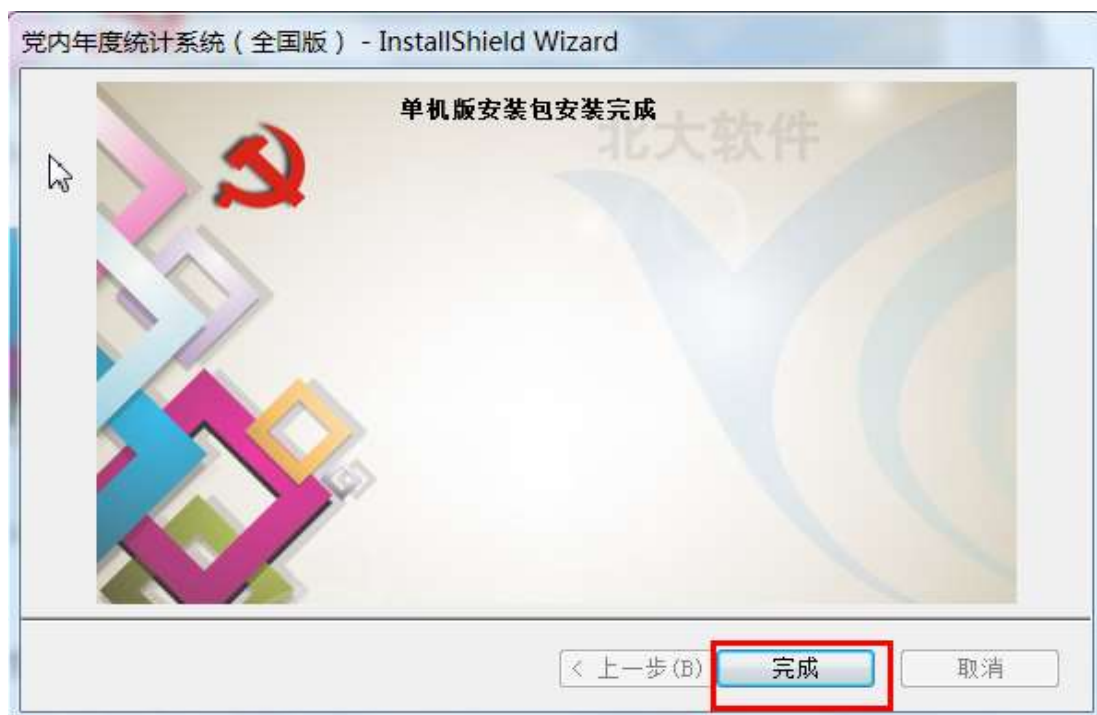 党内年度统计系统（全国版） - InstallShield Wizard
单机版安装包安装完成
北大软件
< 上一步(B)
完成
取消